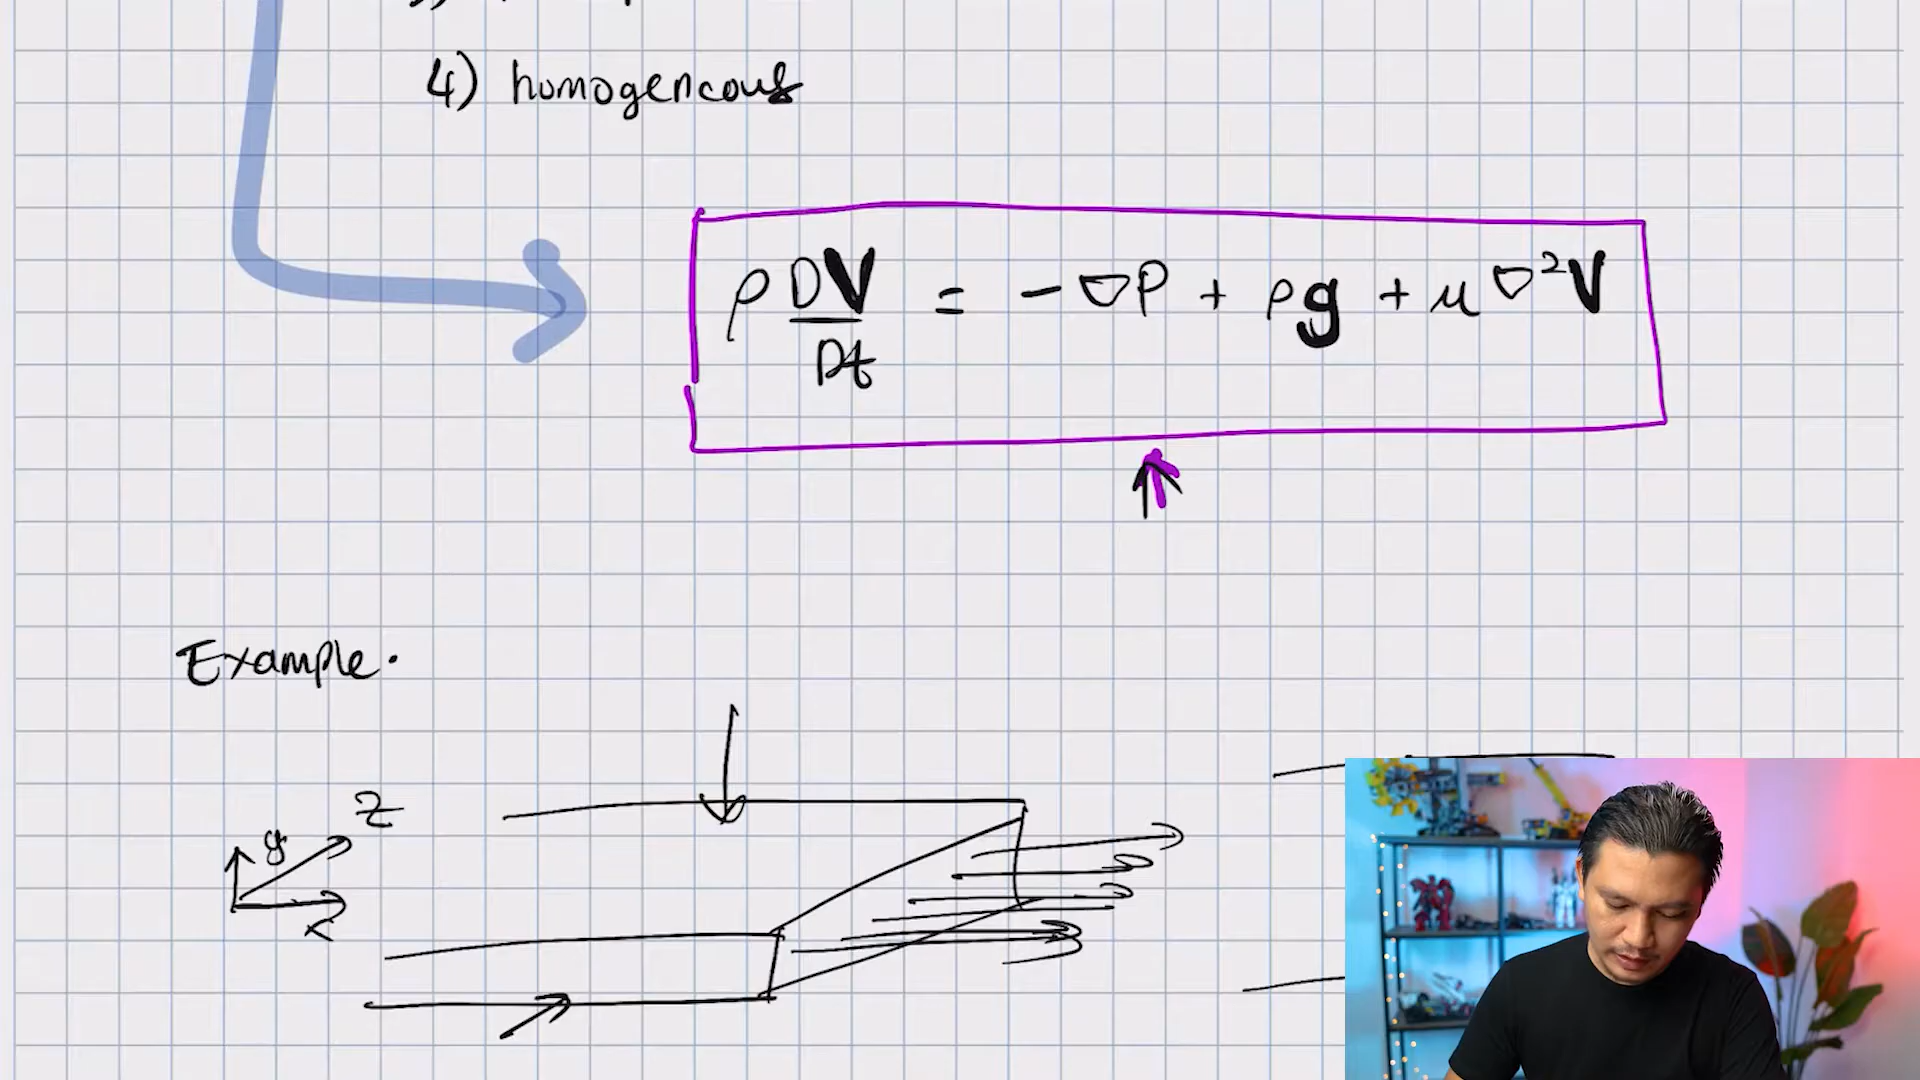 4) homogeneous
ρ DV/Dt = - ∇P + ρg + μ ∇²V
Example.
z
y
x